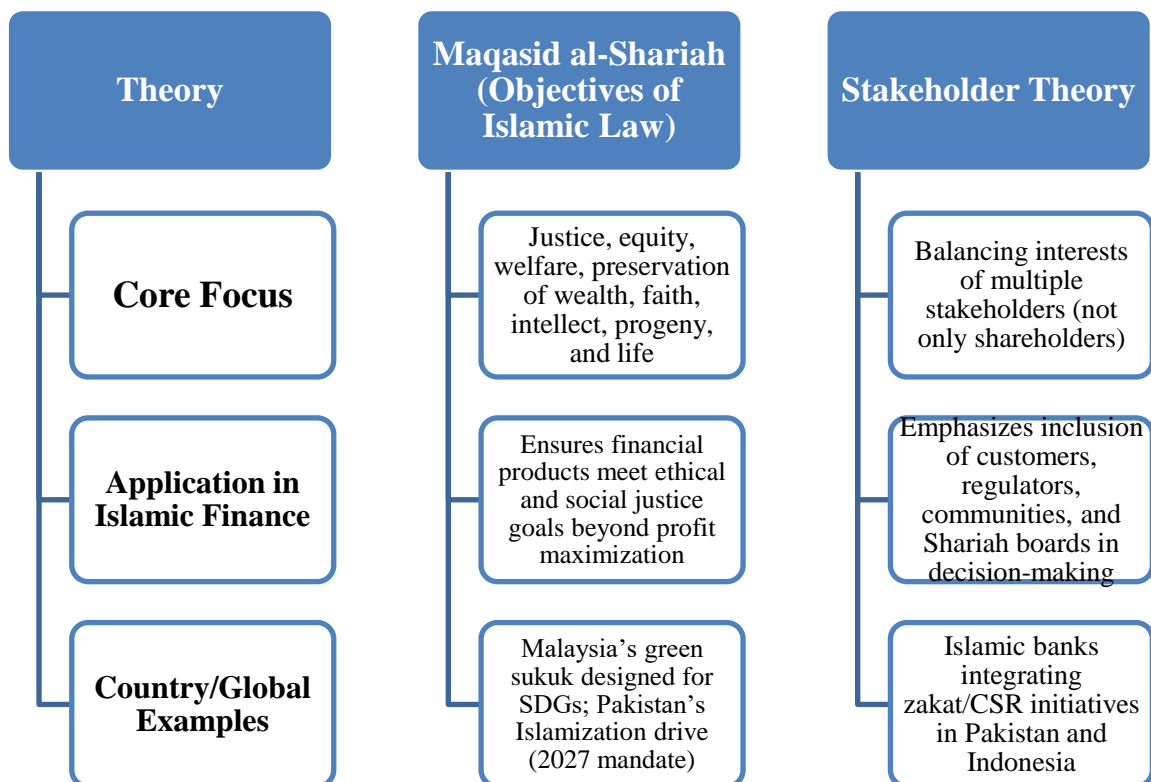 Theory
Maqasid al-Shariah
(Objectives of
Islamic Law)
Stakeholder Theory
Core Focus
Justice, equity,
welfare, preservation
of wealth, faith,
intellect, progeny,
and life
Balancing interests
of multiple
stakeholders (not
only shareholders)
Application in
Islamic Finance
Ensures financial
products meet ethical
and social justice
goals beyond profit
maximization
Emphasizes inclusion
of customers,
regulators,
communities, and
Shariah boards in
decision-making
Country/Global
Examples
Malaysia’s green
sukuk designed for
SDGs; Pakistan’s
Islamization drive
(2027 mandate)
Islamic banks
integrating
zakat/CSR initiatives
in Pakistan and
Indonesia